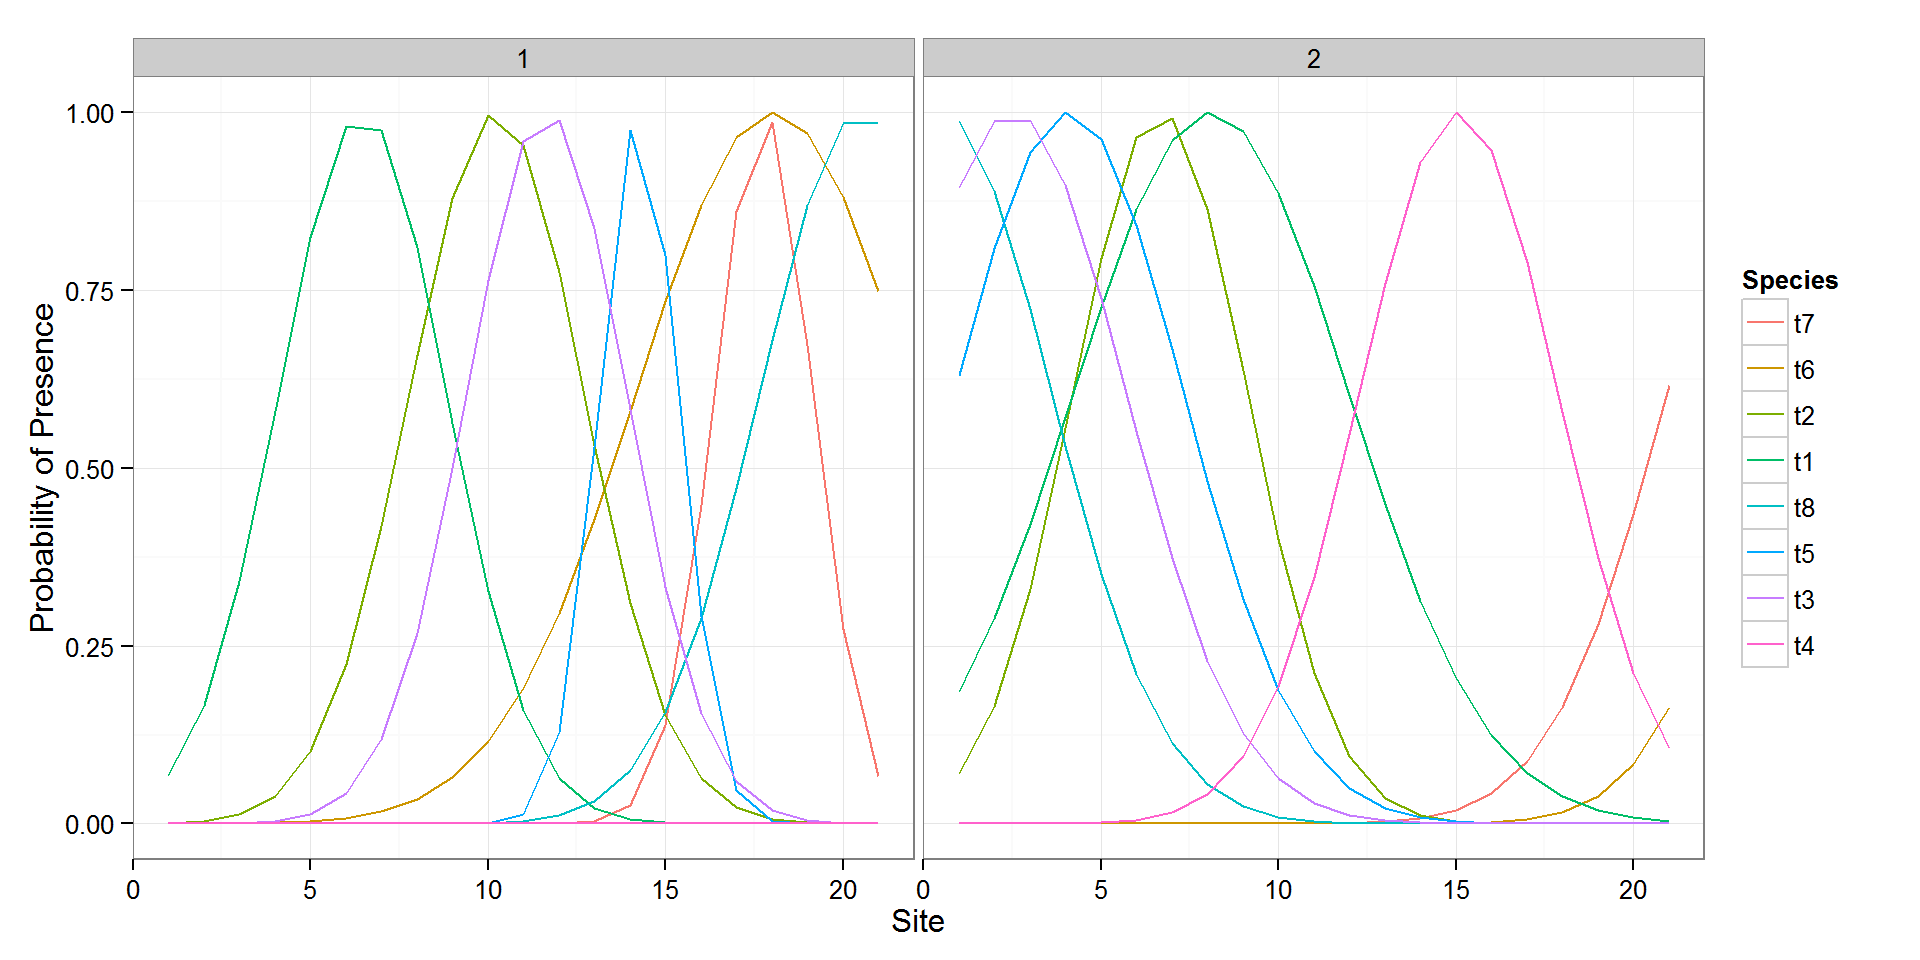 1 2
Probability of Presence
1.00
0.75
0.50
0.25
0.00
0 5 10 15 20 0 5 10 15 20
Site
Species
t7
t6
t2
t1
t8
t5
t3
t4